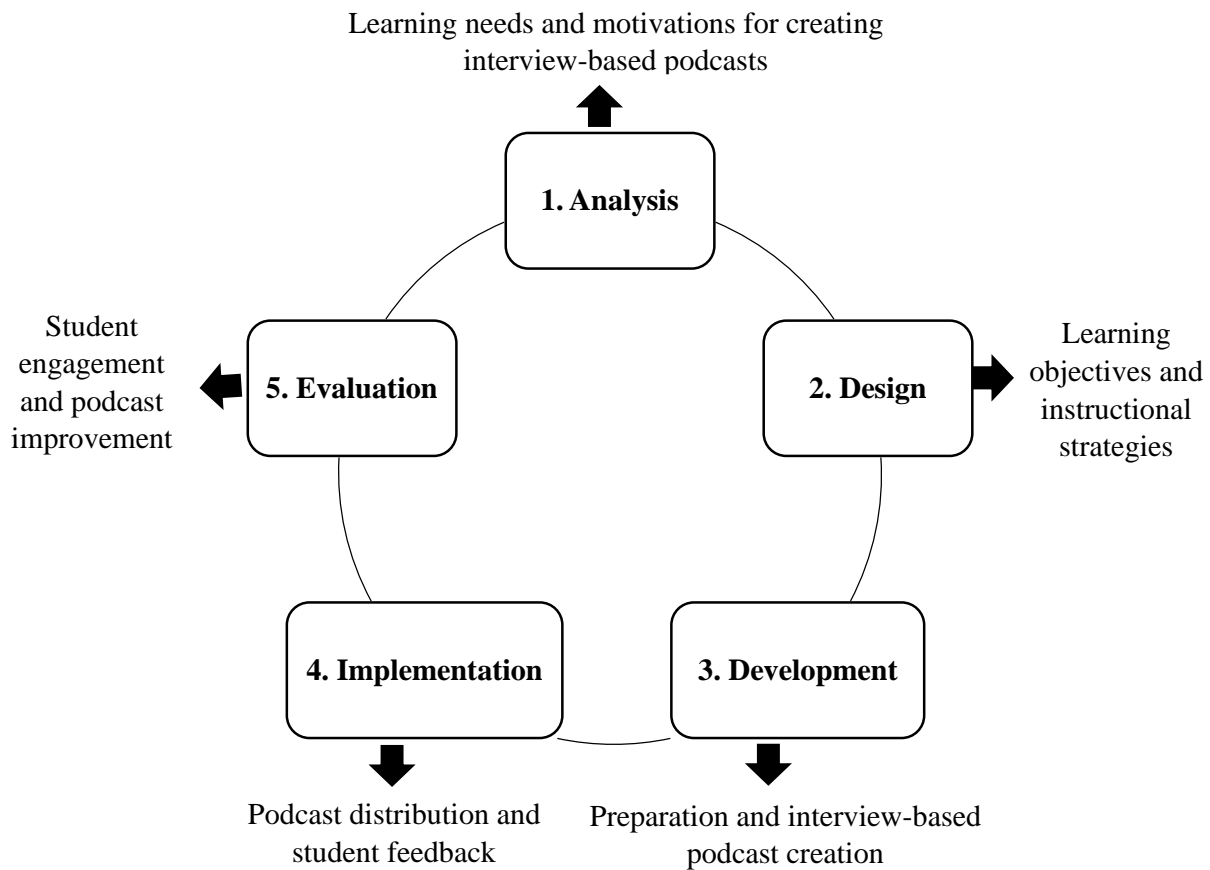 Learning needs and motivations for creating
interview-based podcasts
1. Analysis
2. Design
Learning
objectives and
instructional
strategies
3. Development
Preparation and interview-based
podcast creation
4. Implementation
Podcast distribution and
student feedback
5. Evaluation
Student
engagement
and podcast
improvement